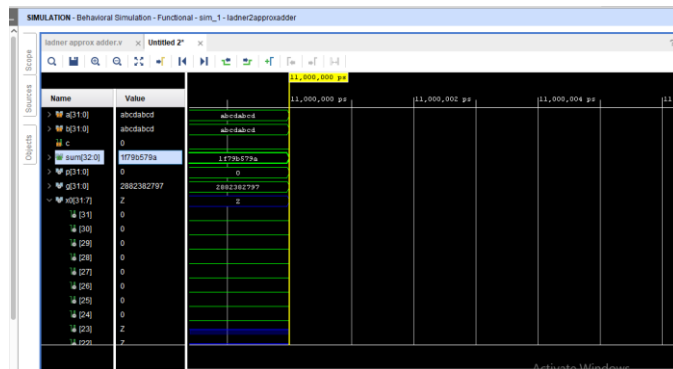 SIMULATION - Behavioral Simulation - Functional - sim_1 - ladner2approxadder
ladner approx adder.v × Untitled 2* ×
Scope
Sources
Objects
11,000,000 ps
Name Value
11,000,000 ps 11,000,002 ps 11,000,004 ps 11
> a[31:0] abcdabcd abcdabcd
> b[31:0] abcdabcd abcdabcd
c 0
> sum[32:0] 1f79b579a 1f79b579a
> p[31:0] 0 0
> g[31:0] 2882382797 2882382797
x0[31:7] Z Z
[31] 0
[30] 0
[29] 0
[28] 0
[27] 0
[26] 0
[25] 0
[24] 0
[23] Z
[22] Z
Activate Windows